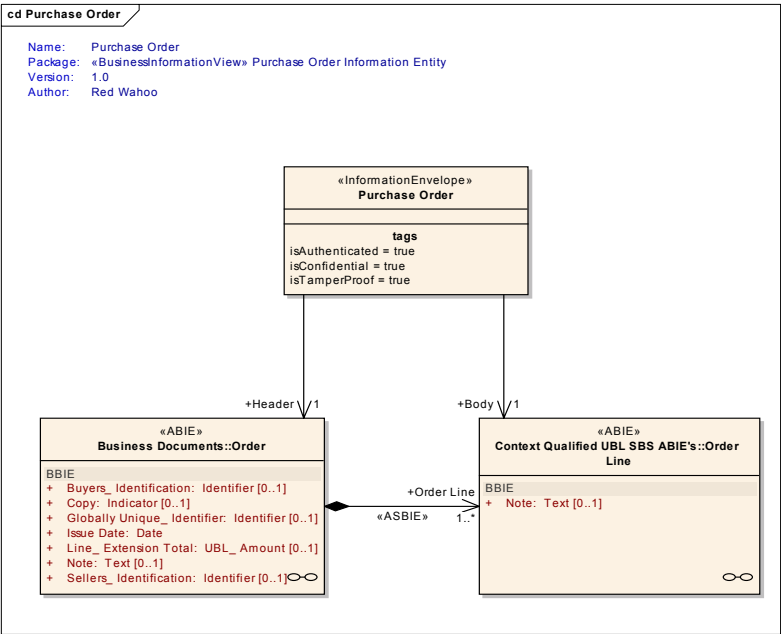 cd Purchase Order
Name: Purchase Order
Package: «BusinessInformationView» Purchase Order Information Entity
Version: 1.0
Author: Red Wahoo
«InformationEnvelope»
Purchase Order
tags
isAuthenticated = true
isConfidential = true
isTamperProof = true
+Header 1
+Body 1
«ABIE»
Business Documents::Order
BBIE
+ Buyers_ Identification: Identifier [0..1]
+ Copy: Indicator [0..1]
+ Globally Unique_ Identifier: Identifier [0..1]
+ Issue Date: Date
+ Line_ Extension Total: UBL_ Amount [0..1]
+ Note: Text [0..1]
+ Sellers_ Identification: Identifier [0..1]
+Order Line
«ASBIE» 1..*
«ABIE»
Context Qualified UBL SBS ABIE's::Order
Line
BBIE
+ Note: Text [0..1]